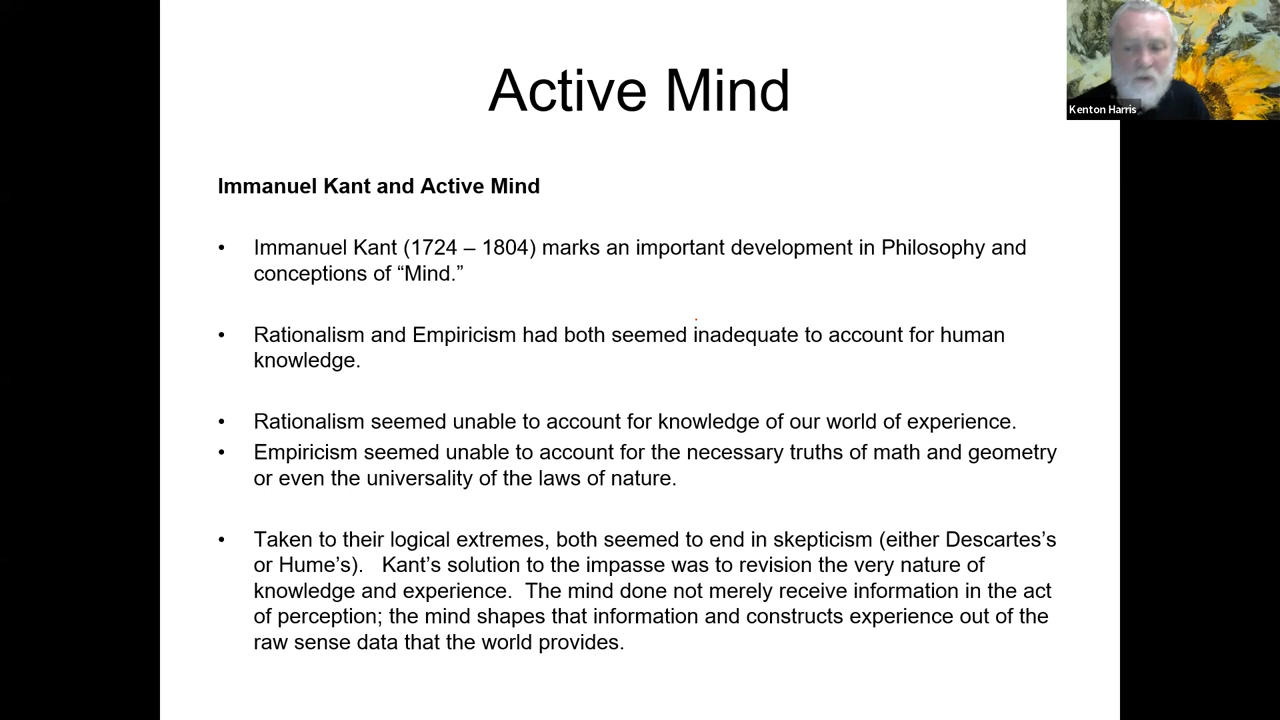 Active Mind
Kenton Harris
Immanuel Kant and Active Mind
• Immanuel Kant (1724 – 1804) marks an important development in Philosophy and
conceptions of “Mind.”
• Rationalism and Empiricism had both seemed inadequate to account for human
knowledge.
• Rationalism seemed unable to account for knowledge of our world of experience.
• Empiricism seemed unable to account for the necessary truths of math and geometry
or even the universality of the laws of nature.
• Taken to their logical extremes, both seemed to end in skepticism (either Descartes’s
or Hume’s).   Kant’s solution to the impasse was to revision the very nature of
knowledge and experience.  The mind done not merely receive information in the act
of perception; the mind shapes that information and constructs experience out of the
raw sense data that the world provides.